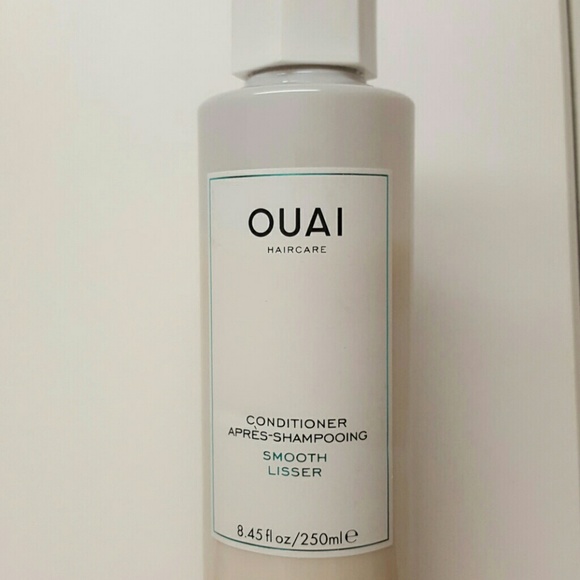 OUAI
HAIRCARE
CONDITIONER
APRÈS-SHAMPOOING
SMOOTH
LISSER
8.45 fl oz/250ml ℮